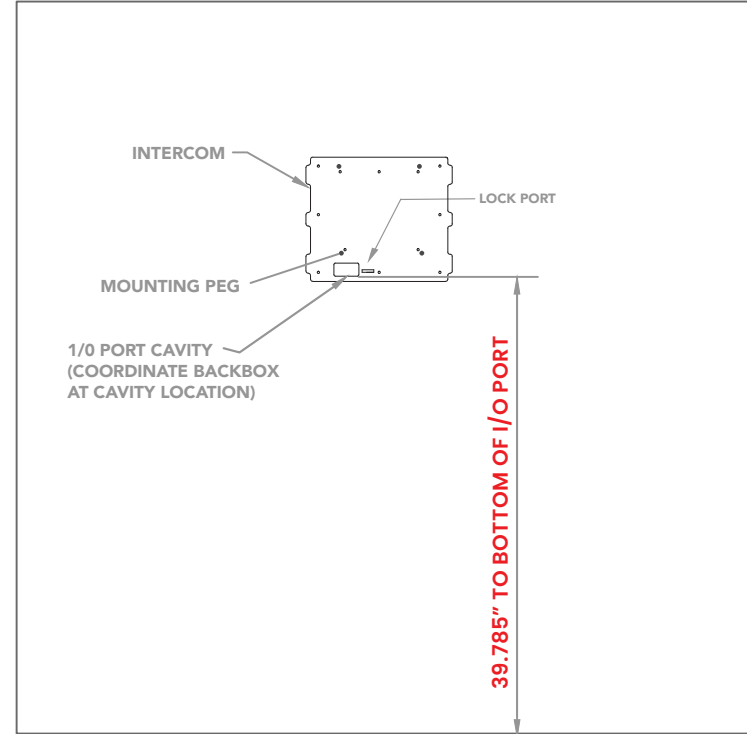 INTERCOM
LOCK PORT
MOUNTING PEG
1/0 PORT CAVITY
(COORDINATE BACKBOX
AT CAVITY LOCATION)
39.785" TO BOTTOM OF I/O PORT